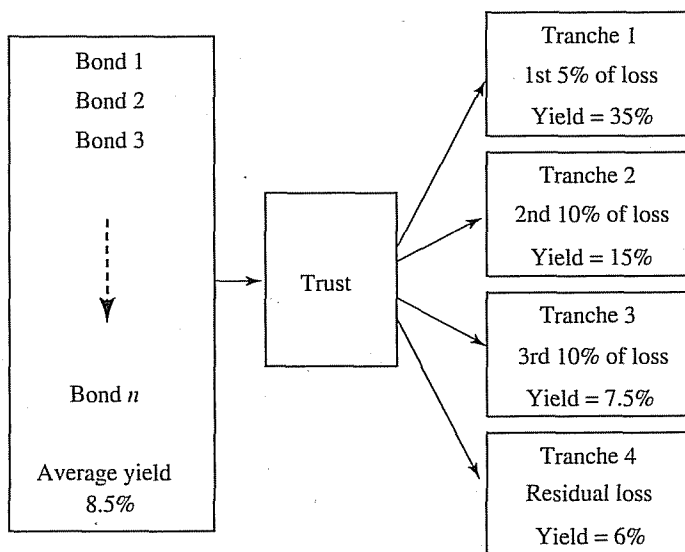 Bond 1
Bond 2
Bond 3
Bond n
Average yield
8.5%
Trust
Tranche 1
1st 5% of loss
Yield = 35%
Tranche 2
2nd 10% of loss
Yield = 15%
Tranche 3
3rd 10% of loss
Yield = 7.5%
Tranche 4
Residual loss
Yield = 6%